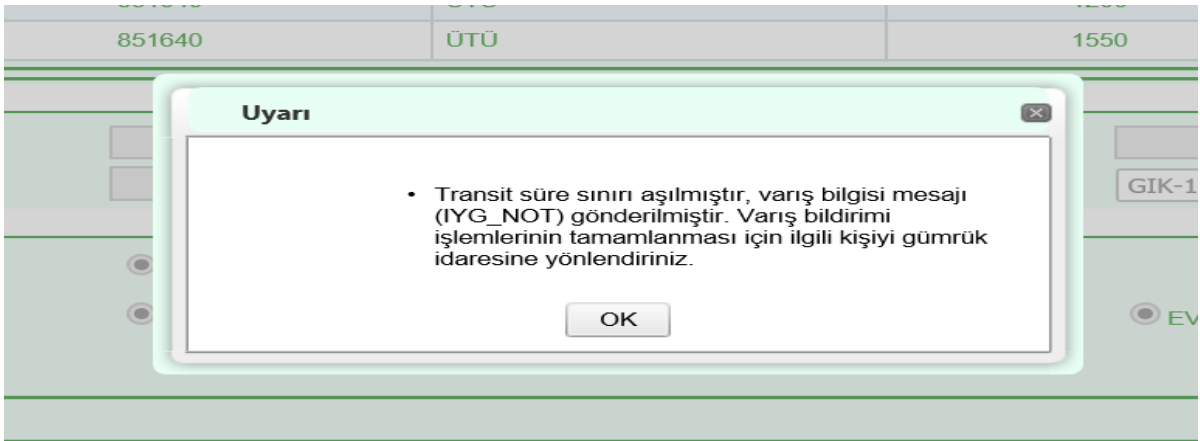 851640 ÜTÜ 1550
Uyarı
• Transit süre sınırı aşılmıştır, varış bilgisi mesajı
(IYG_NOT) gönderilmiştir. Varış bildirimi
işlemlerinin tamamlanması için ilgili kişiyi gümrük
idaresine yönlendiriniz.
GIK-1
OK
EV